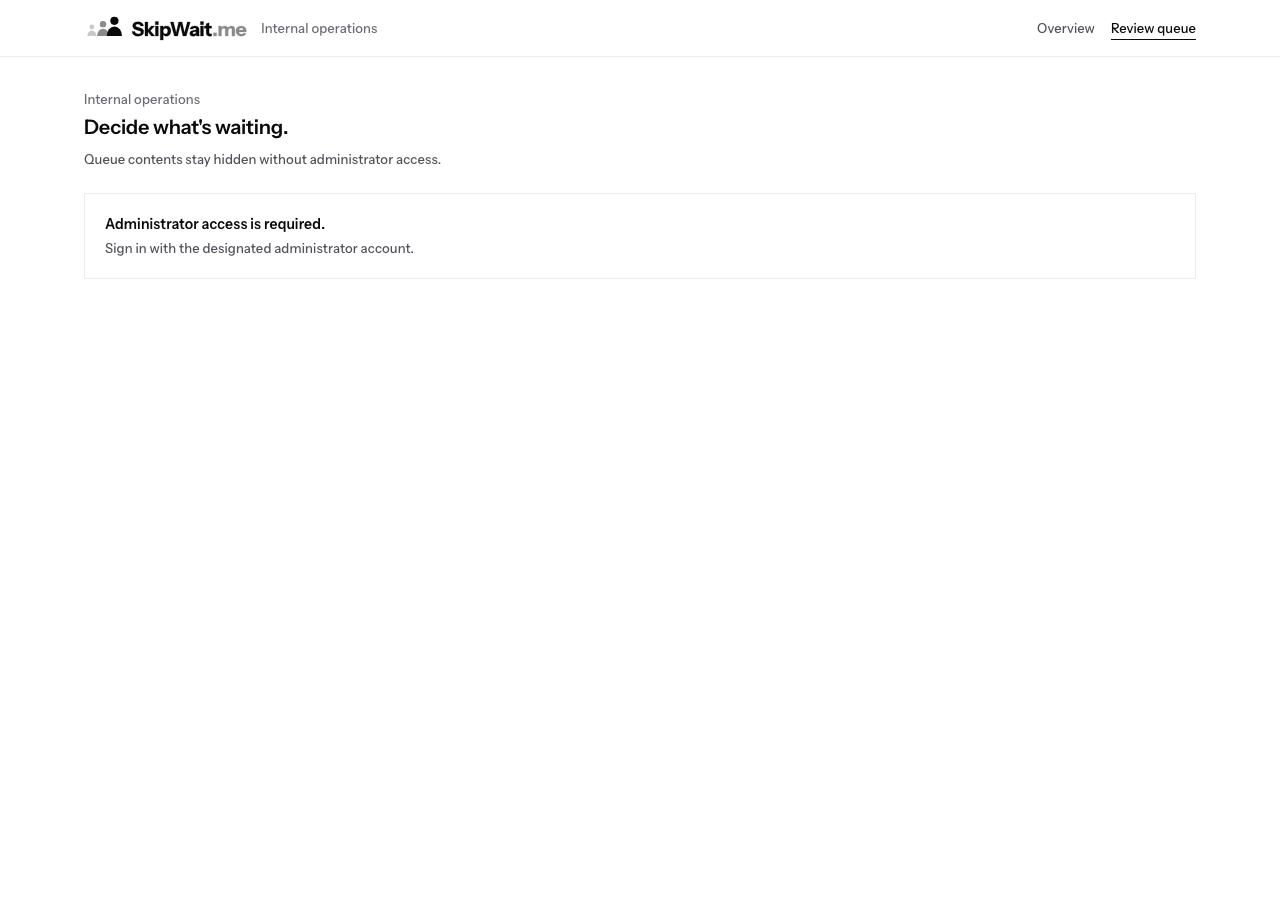 SkipWait.me
Internal operations
Overview
Review queue
Internal operations
Decide what's waiting.
Queue contents stay hidden without administrator access.
Administrator access is required.
Sign in with the designated administrator account.